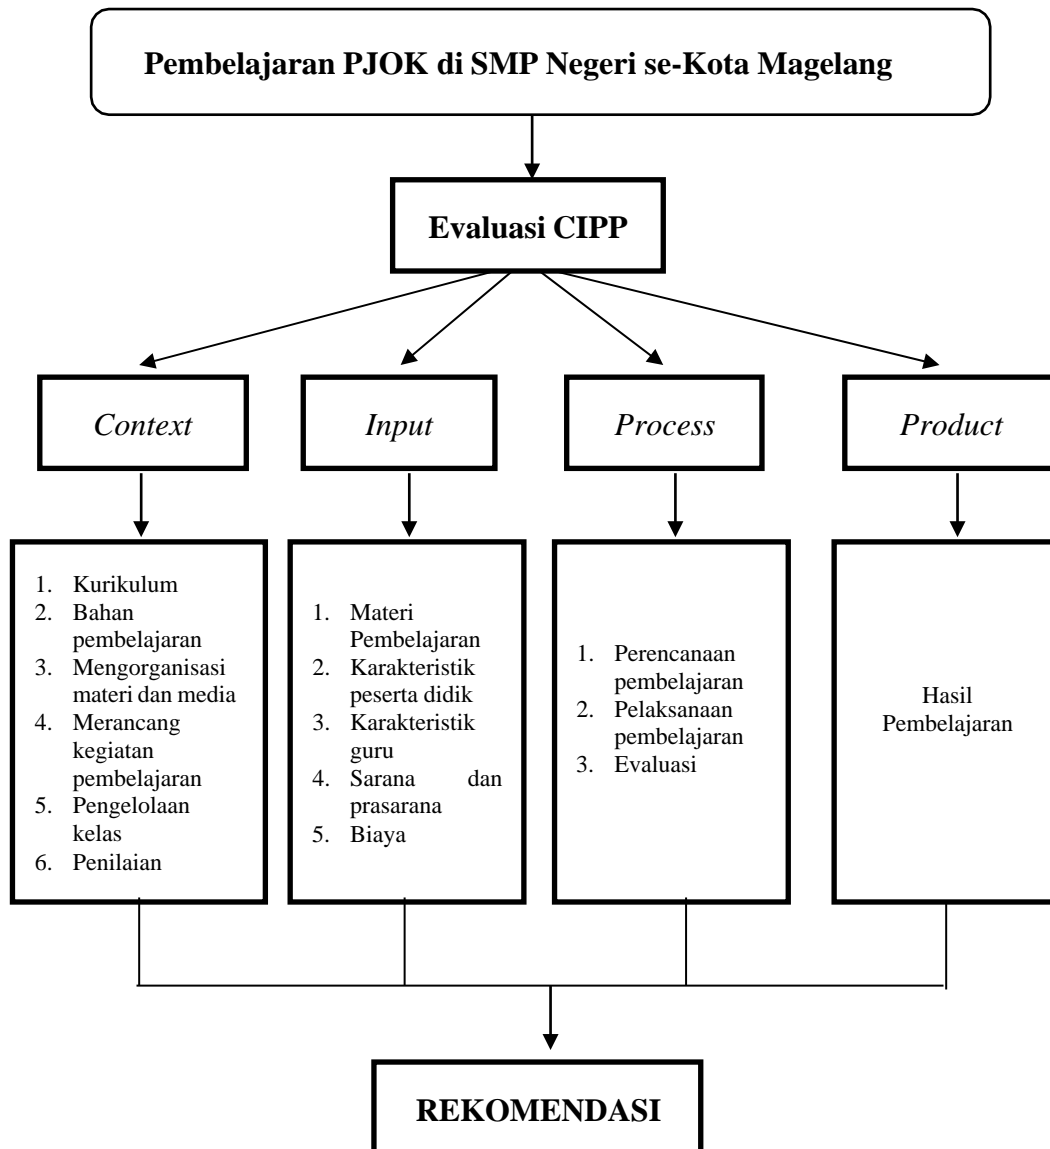 Pembelajaran PJOK di SMP Negeri se-Kota Magelang
Evaluasi CIPP
Context
Input
Process
Product
1. Kurikulum
2. Bahan
pembelajaran
3. Mengorganisasi
materi dan media
4. Merancang
kegiatan
pembelajaran
5. Pengelolaan
kelas
6. Penilaian
1. Materi
Pembelajaran
2. Karakteristik
peserta didik
3. Karakteristik
guru
4. Sarana dan
prasarana
5. Biaya
1. Perencanaan
pembelajaran
2. Pelaksanaan
pembelajaran
3. Evaluasi
Hasil
Pembelajaran
REKOMENDASI